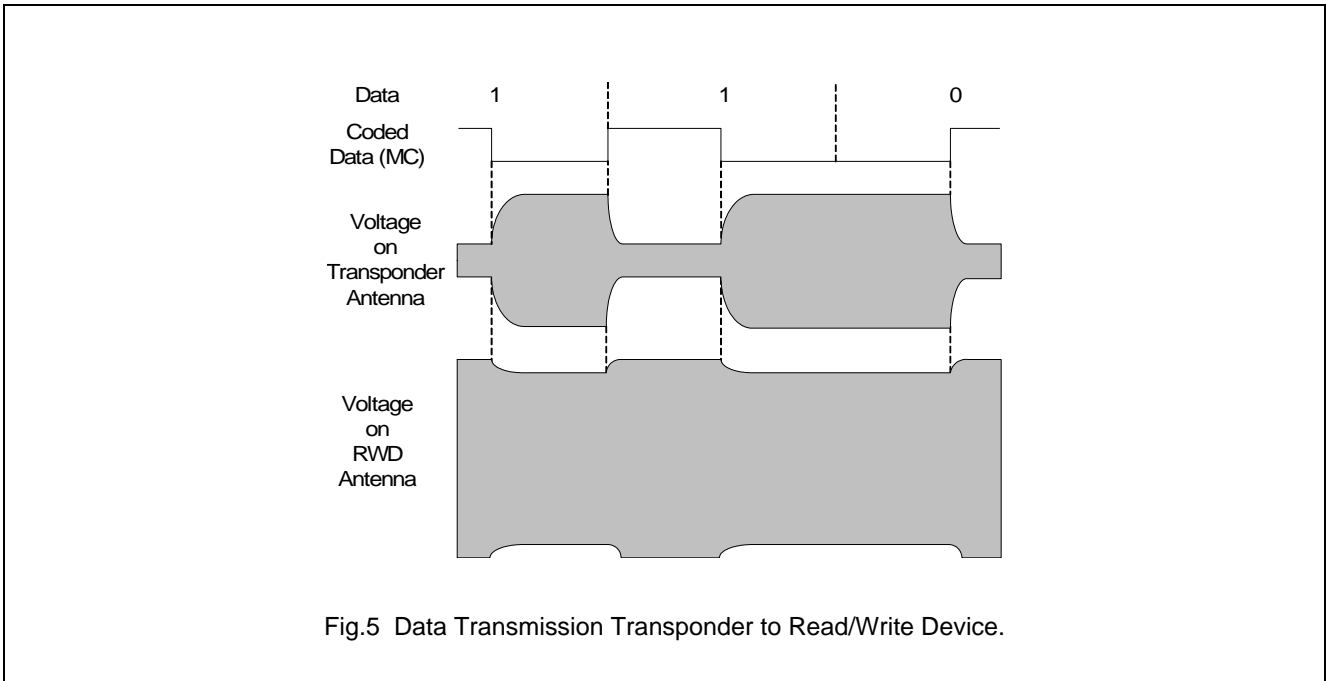 Data 1 1 0
Coded
Data (MC)
Voltage
on
Transponder
Antenna
Voltage
on
RWD
Antenna
Fig.5 Data Transmission Transponder to Read/Write Device.